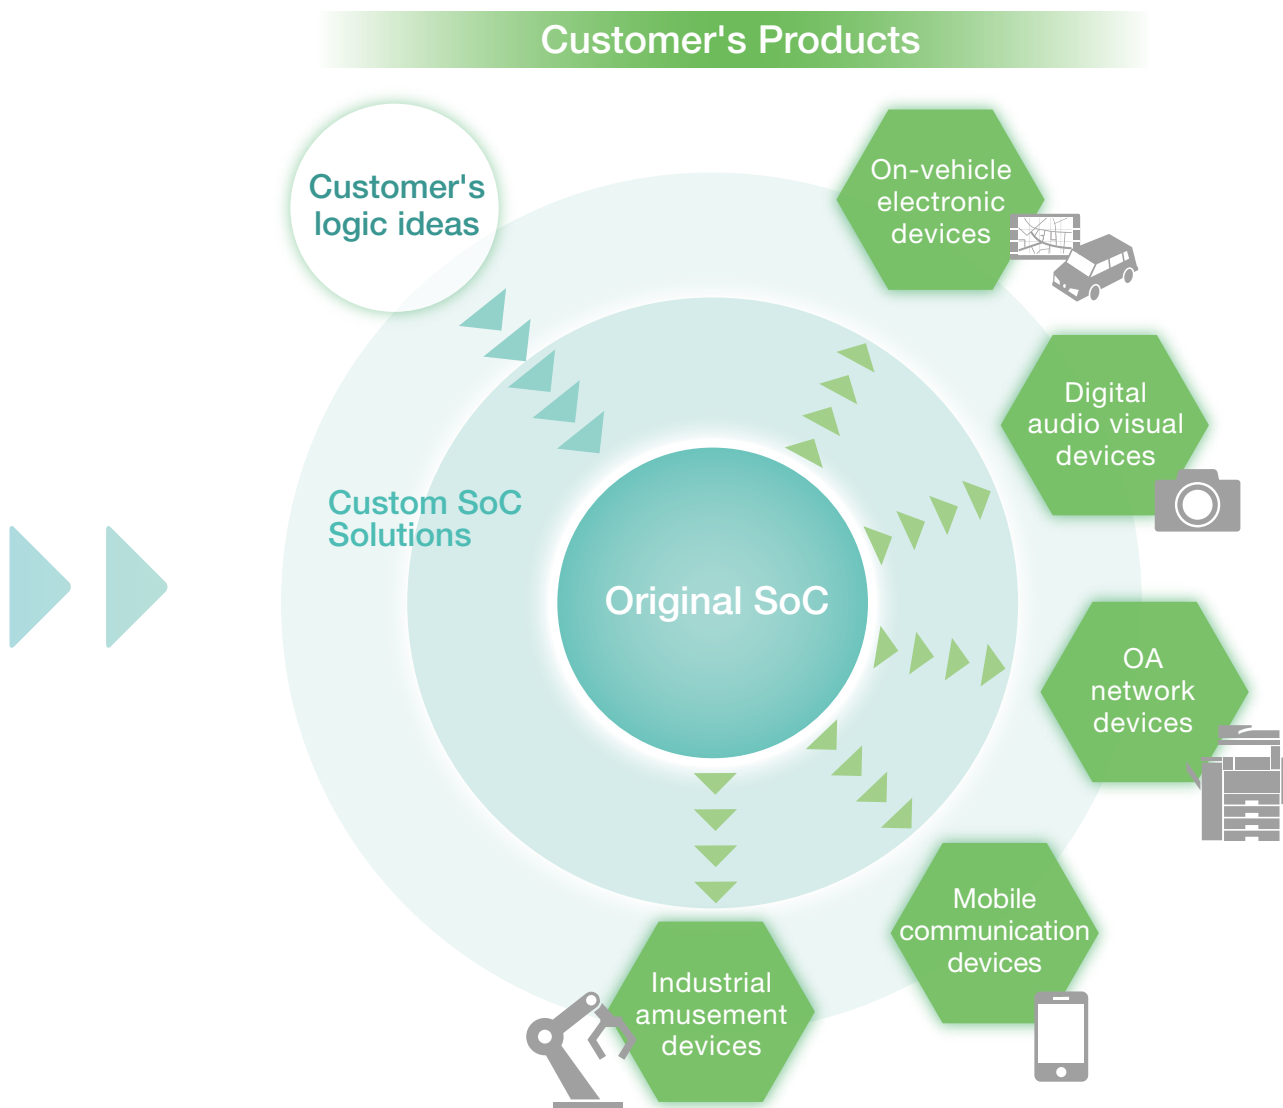 Customer's Products
Customer's
logic ideas
On-vehicle
electronic
devices
Digital
audio visual
devices
Custom SoC
Solutions
Original SoC
OA
network
devices
Mobile
communication
devices
Industrial
amusement
devices